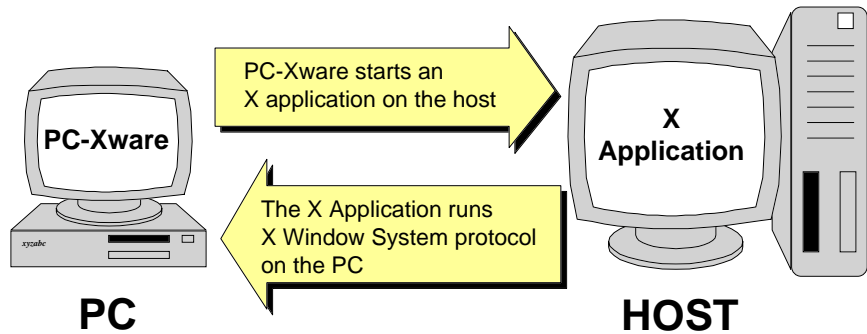 PC-Xware starts an
X application on the host
PC-Xware
X
Application
The X Application runs
X Window System protocol
on the PC
xyzabc
PC
HOST